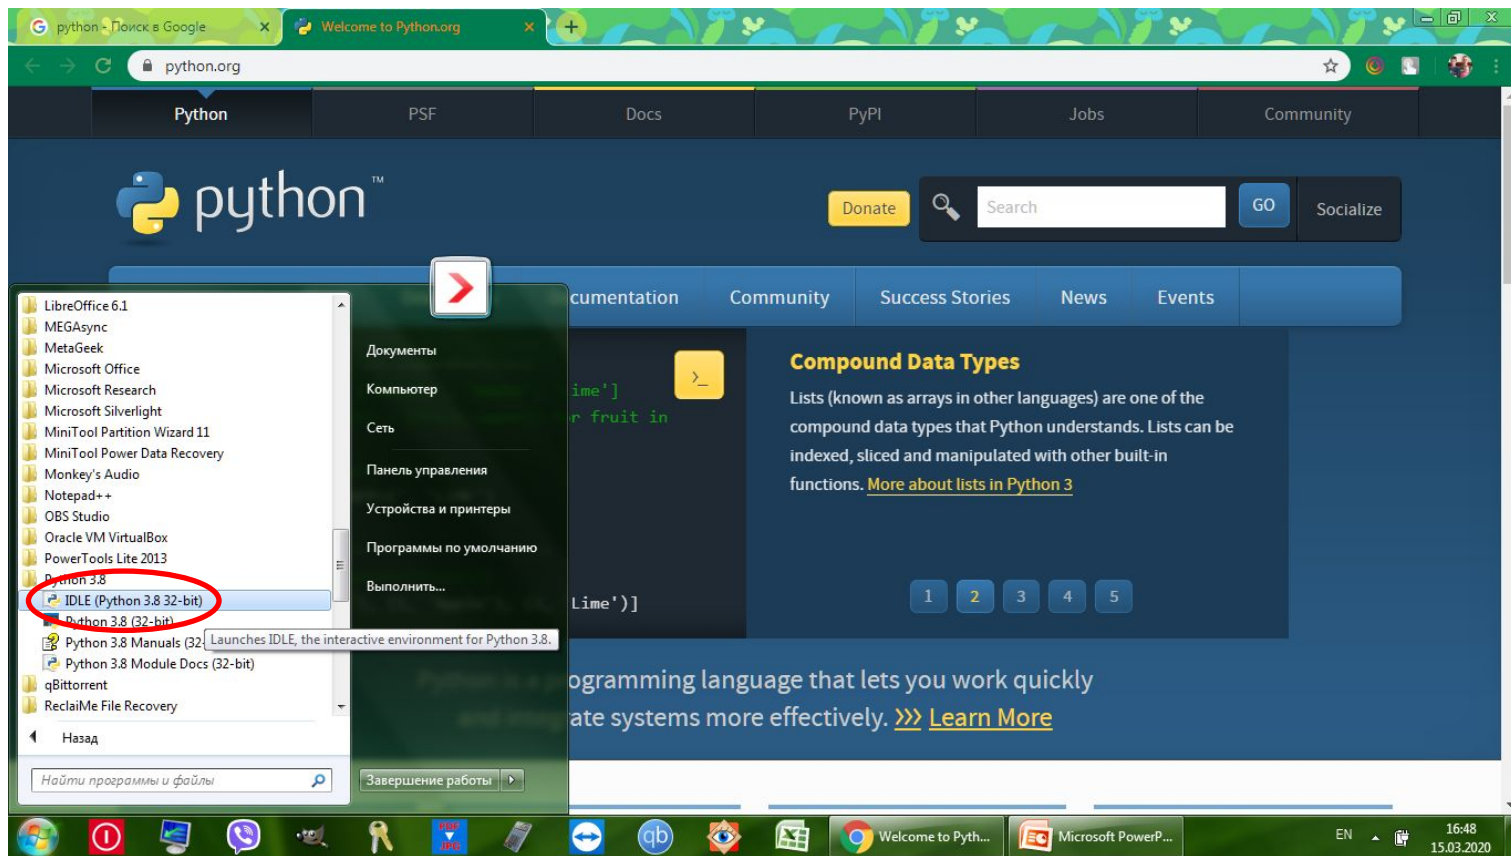 python - Поиск в Google
Welcome to Python.org
python.org
Python
PSF
Docs
PyPI
Jobs
Community
python™
Donate
Search
GO
Socialize
Community
Success Stories
News
Events
ime']
r fruit in
Lime')]
Compound Data Types
Lists (known as arrays in other languages) are one of the
compound data types that Python understands. Lists can be
indexed, sliced and manipulated with other built-in
functions. More about lists in Python 3
1 2 3 4 5
ogramming language that lets you work quickly
ate systems more effectively. >>> Learn More
LibreOffice 6.1
MEGAsync
MetaGeek
Microsoft Office
Microsoft Research
Microsoft Silverlight
MiniTool Partition Wizard 11
MiniTool Power Data Recovery
Monkey's Audio
Notepad++
OBS Studio
Oracle VM VirtualBox
PowerTools Lite 2013
Python 3.8
IDLE (Python 3.8 32-bit)
Python 3.8 (32-bit)
Python 3.8 Manuals (32-
Launches IDLE, the interactive environment for Python 3.8.
Python 3.8 Module Docs (32-bit)
qBittorrent
ReclaiMe File Recovery
Назад
Найти программы и файлы
Документы
Компьютер
Сеть
Панель управления
Устройства и принтеры
Программы по умолчанию
Выполнить...
Завершение работы
PDF
JPG
qb
Welcome to Pyth...
Microsoft PowerP...
EN
16:48
15.03.2020